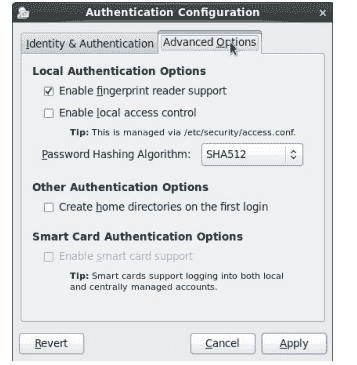 Authentication Configuration
Identity & Authentication
Advanced Options
Local Authentication Options
Enable fingerprint reader support
Enable local access control
Tip: This is managed via /etc/security/access.conf.
Password Hashing Algorithm: SHA512
Other Authentication Options
Create home directories on the first login
Smart Card Authentication Options
Enable smart card support
Tip: Smart cards support logging into both local
and centrally managed accounts.
Revert
Cancel
Apply